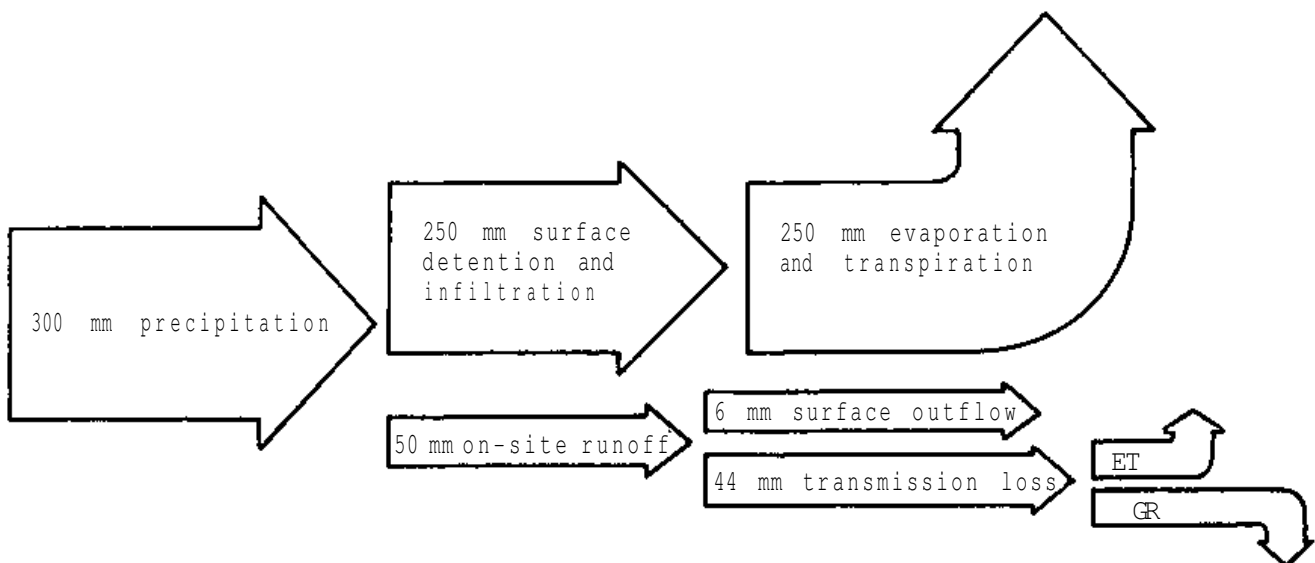 300 mm precipitation
250 mm surface
detention and
infiltration
250 mm evaporation
and transpiration
50 mm on-site runoff
6 mm surface outflow
44 mm transmission loss
ET
GR